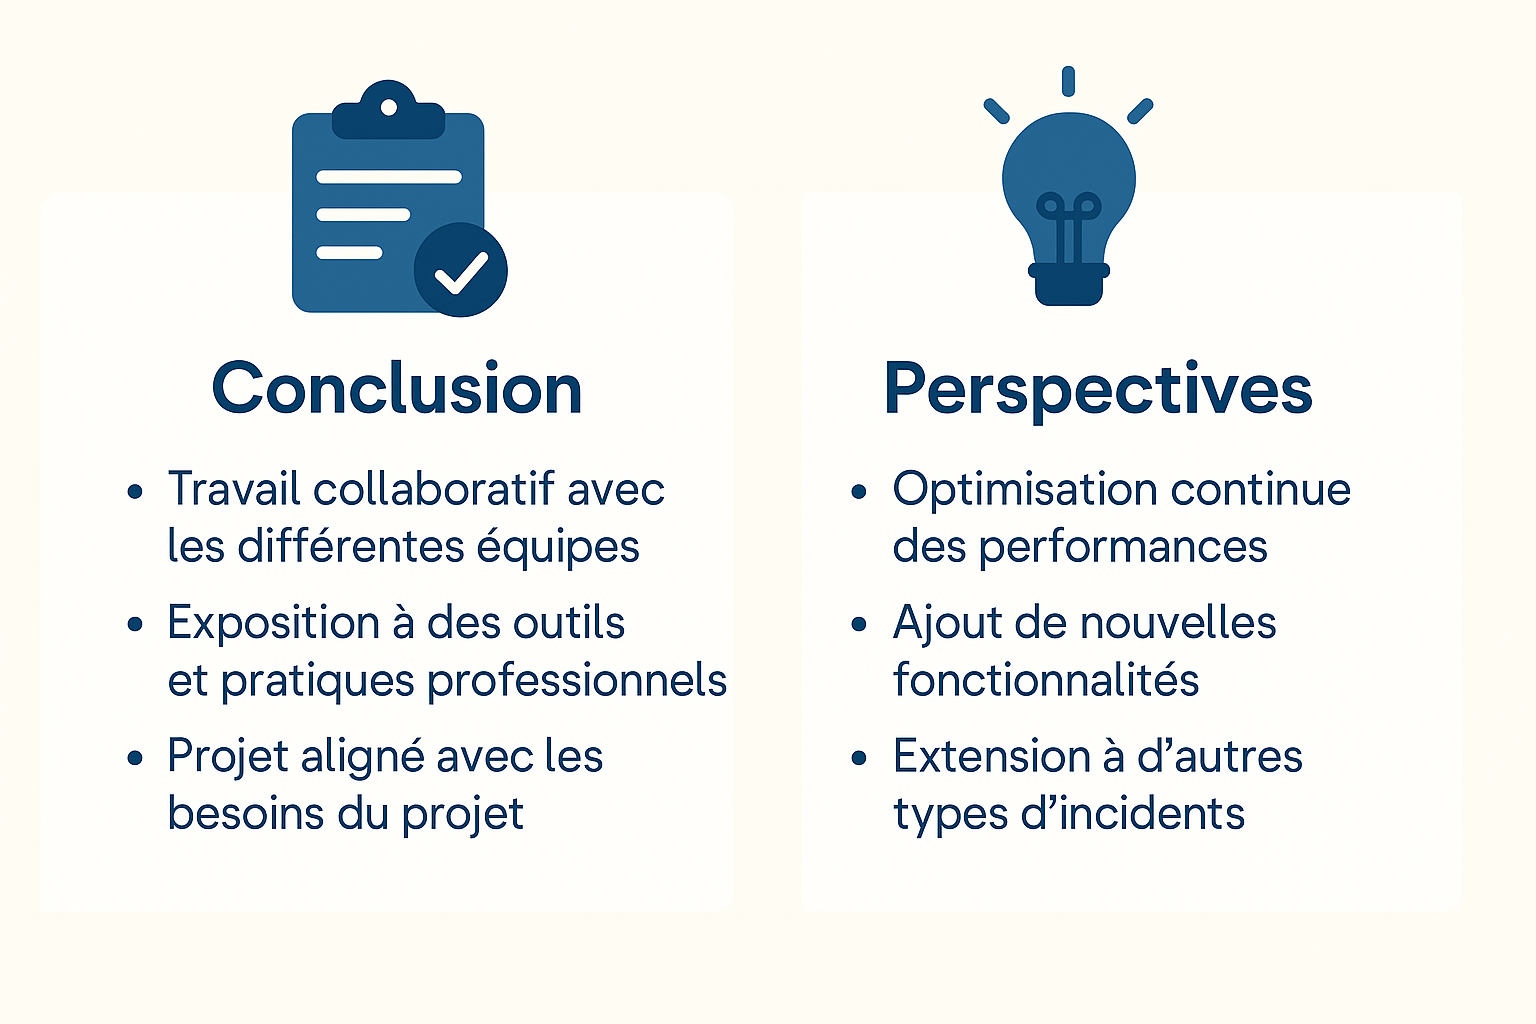 Conclusion
• Travail collaboratif avec
les différentes équipes
• Exposition à des outils
et pratiques professionnels
• Projet aligné avec les
besoins du projet
Perspectives
• Optimisation continue
des performances
• Ajout de nouvelles
fonctionnalités
• Extension à d’autres
types d’incidents